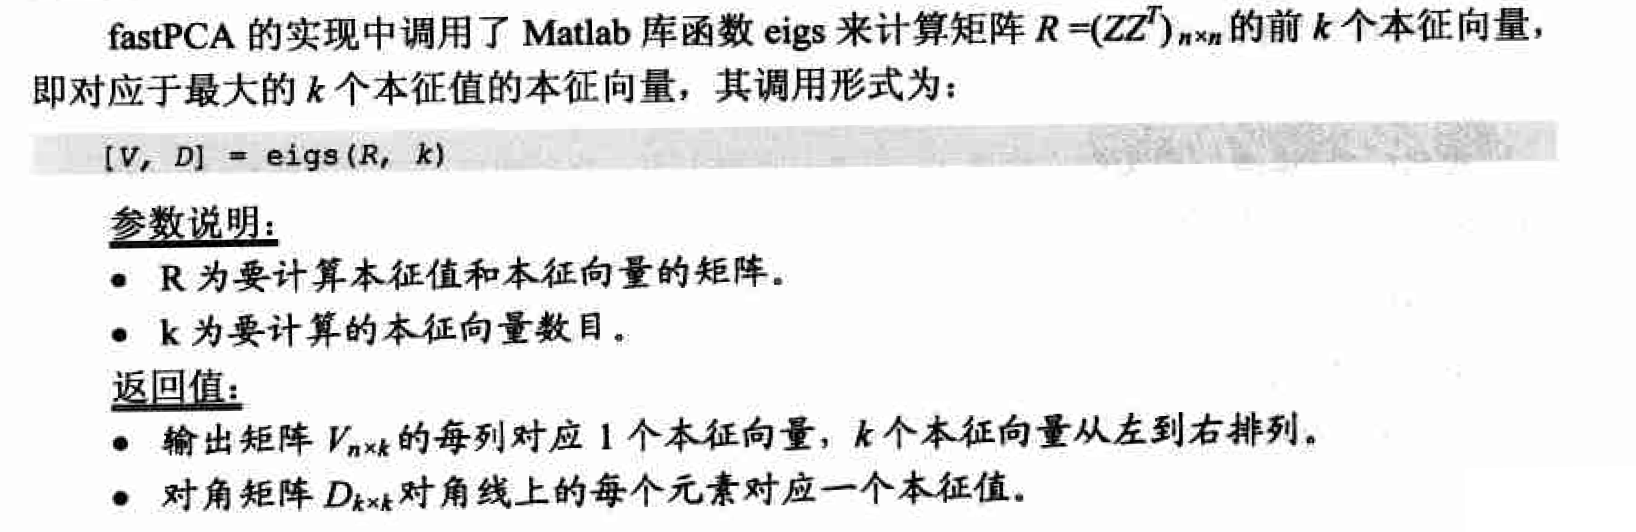 fastPCA 的实现中调用了 Matlab 库函数 eigs 来计算矩阵 R =(ZZᵀ)ₙ×ₙ 的前 k 个本征向量，
即对应于最大的 k 个本征值的本征向量，其调用形式为：
[V, D] = eigs(R, k)
参数说明：
● R 为要计算本征值和本征向量的矩阵。
● k 为要计算的本征向量数目。
返回值：
● 输出矩阵 Vₙ×ₖ 的每列对应 1 个本征向量，k 个本征向量从左到右排列。
● 对角矩阵 Dₖ×ₖ 对角线上的每个元素对应一个本征值。